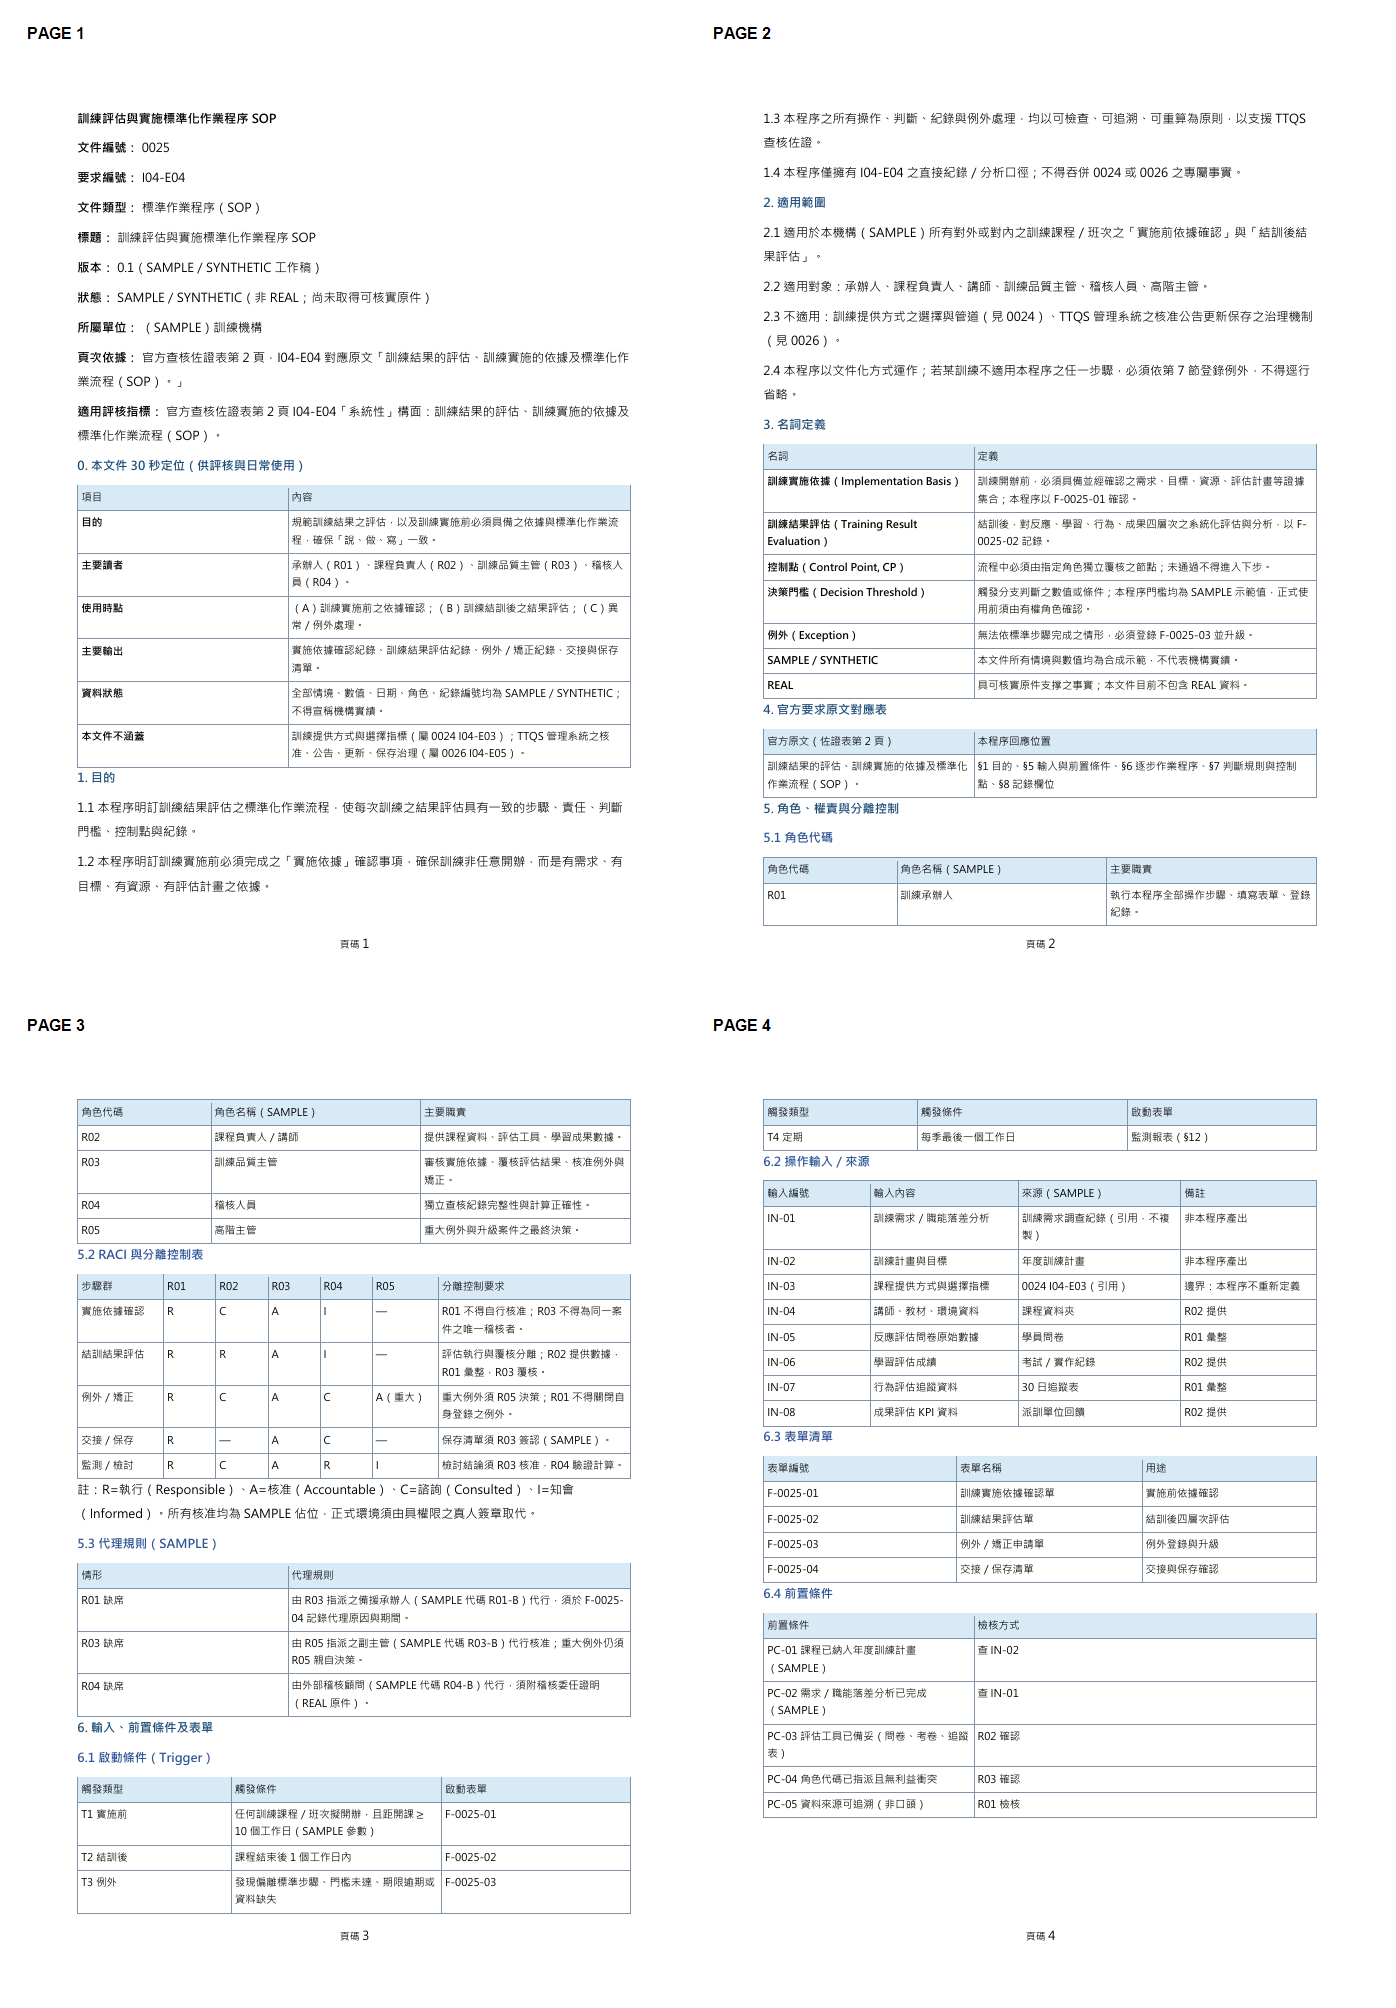 PAGE 1
訓練評估與實施標準化作業程序 SOP
文件編號： 0025
要求編號： I04-E04
文件類型： 標準作業程序（SOP）
標題： 訓練評估與實施標準化作業程序 SOP
版本： 0.1（SAMPLE / SYNTHETIC 工作稿）
狀態： SAMPLE / SYNTHETIC（非 REAL；尚未取得可核實原件）
所屬單位： （SAMPLE）訓練機構
頁次依據： 官方查核佐證表第 2 頁，I04-E04 對應原文「訓練結果的評估、訓練實施的依據及標準化作
業流程（SOP）。」
適用評核指標： 官方查核佐證表第 2 頁 I04-E04「系統性」構面：訓練結果的評估、訓練實施的依據及
標準化作業流程（SOP）。
0. 本文件 30 秒定位（供評核與日常使用）
項目 內容
目的 規範訓練結果之評估，以及訓練實施前必須具備之依據與標準化作業流
程，確保「說、做、寫」一致。
主要讀者 承辦人（R01）、課程負責人（R02）、訓練品質主管（R03）、稽核人
員（R04）。
使用時點 （A）訓練實施前之依據確認；（B）訓練結訓後之結果評估；（C）異
常 / 例外處理。
主要輸出 實施依據確認紀錄、訓練結果評估紀錄、例外 / 矯正紀錄、交接與保存
清單。
資料狀態 全部情境、數值、日期、角色、紀錄編號均為 SAMPLE / SYNTHETIC；
不得宣稱機構實績。
本文件不涵蓋 訓練提供方式與選擇指標（屬 0024 I04-E03）；TTQS 管理系統之核
准、公告、更新、保存治理（屬 0026 I04-E05）。
1. 目的
1.1 本程序明訂訓練結果評估之標準化作業流程，使每次訓練之結果評估具有一致的步驟、責任、判斷
門檻、控制點與紀錄。
1.2 本程序明訂訓練實施前必須完成之「實施依據」確認事項，確保訓練非任意開辦，而是有需求、有
目標、有資源、有評估計畫之依據。
頁碼 1
PAGE 2
1.3 本程序之所有操作、判斷、紀錄與例外處理，均以可檢查、可追溯、可重算為原則，以支援 TTQS
查核佐證。
1.4 本程序僅擁有 I04-E04 之直接紀錄 / 分析口徑；不得吞併 0024 或 0026 之專屬事實。
2. 適用範圍
2.1 適用於本機構（SAMPLE）所有對外或對內之訓練課程 / 班次之「實施前依據確認」與「結訓後結
果評估」。
2.2 適用對象：承辦人、課程負責人、講師、訓練品質主管、稽核人員、高階主管。
2.3 不適用：訓練提供方式之選擇與管道（見 0024）、TTQS 管理系統之核准公告更新保存之治理機制
（見 0026）。
2.4 本程序以文件化方式運作；若某訓練不適用本程序之任一步驟，必須依第 7 節登錄例外，不得逕行
省略。
3. 名詞定義
名詞 定義
訓練實施依據（Implementation Basis） 訓練開辦前，必須具備並經確認之需求、目標、資源、評估計畫等證據
集合；本程序以 F-0025-01 確認。
訓練結果評估（Training Result 結訓後，對反應、學習、行為、成果四層次之系統化評估與分析，以 F-
Evaluation） 0025-02 記錄。
控制點（Control Point, CP） 流程中必須由指定角色獨立覆核之節點；未通過不得進入下步。
決策門檻（Decision Threshold） 觸發分支判斷之數值或條件；本程序門檻均為 SAMPLE 示範值，正式使
用前須由有權角色確認。
例外（Exception） 無法依標準步驟完成之情形，必須登錄 F-0025-03 並升級。
SAMPLE / SYNTHETIC 本文件所有情境與數值均為合成示範，不代表機構實績。
REAL 具可核實原件支撐之事實；本文件目前不包含 REAL 資料。
4. 官方要求原文對應表
官方原文（佐證表第 2 頁） 本程序回應位置
訓練結果的評估、訓練實施的依據及標準化 §1 目的、§5 輸入與前置條件、§6 逐步作業程序、§7 判斷規則與控制
作業流程（SOP）。 點、§8 記錄欄位
5. 角色、權責與分離控制
5.1 角色代碼
角色代碼 角色名稱（SAMPLE） 主要職責
R01 訓練承辦人 執行本程序全部操作步驟、填寫表單、登錄
紀錄。
頁碼 2
PAGE 3
角色代碼 角色名稱（SAMPLE） 主要職責
R02 課程負責人 / 講師 提供課程資料、評估工具、學習成果數據。
R03 訓練品質主管 審核實施依據、覆核評估結果、核准例外與
矯正。
R04 稽核人員 獨立查核紀錄完整性與計算正確性。
R05 高階主管 重大例外與升級案件之最終決策。
5.2 RACI 與分離控制表
步驟群 R01 R02 R03 R04 R05 分離控制要求
實施依據確認 R C A I — R01 不得自行核准；R03 不得為同一案
件之唯一稽核者。
結訓結果評估 R R A I — 評估執行與覆核分離；R02 提供數據，
R01 彙整，R03 覆核。
例外 / 矯正 R C A C A（重大） 重大例外須 R05 決策；R01 不得關閉自
身登錄之例外。
交接 / 保存 R — A C — 保存清單須 R03 簽認（SAMPLE）。
監測 / 檢討 R C A R I 檢討結論須 R03 核准，R04 驗證計算。
註：R=執行（Responsible）、A=核准（Accountable）、C=諮詢（Consulted）、I=知會
（Informed）。所有核准均為 SAMPLE 佔位，正式環境須由具權限之真人簽章取代。
5.3 代理規則（SAMPLE）
情形 代理規則
R01 缺席 由 R03 指派之備援承辦人（SAMPLE 代碼 R01-B）代行，須於 F-0025-
04 記錄代理原因與期間。
R03 缺席 由 R05 指派之副主管（SAMPLE 代碼 R03-B）代行核准；重大例外仍須
R05 親自決策。
R04 缺席 由外部稽核顧問（SAMPLE 代碼 R04-B）代行，須附稽核委任證明
（REAL 原件）。
6. 輸入、前置條件及表單
6.1 啟動條件（Trigger）
觸發類型 觸發條件 啟動表單
T1 實施前 任何訓練課程 / 班次擬開辦，且距開課 ≥ F-0025-01
10 個工作日（SAMPLE 參數）
T2 結訓後 課程結束後 1 個工作日內 F-0025-02
T3 例外 發現偏離標準步驟、門檻未達、期限逾期或 F-0025-03
資料缺失
頁碼 3
PAGE 4
觸發類型 觸發條件 啟動表單
T4 定期 每季最後一個工作日 監測報表（§12）
6.2 操作輸入 / 來源
輸入編號 輸入內容 來源（SAMPLE） 備註
IN-01 訓練需求 / 職能落差分析 訓練需求調查紀錄（引用，不複 非本程序產出
製）
IN-02 訓練計畫與目標 年度訓練計畫 非本程序產出
IN-03 課程提供方式與選擇指標 0024 I04-E03（引用） 邊界：本程序不重新定義
IN-04 講師、教材、環境資料 課程資料夾 R02 提供
IN-05 反應評估問卷原始數據 學員問卷 R01 彙整
IN-06 學習評估成績 考試 / 實作紀錄 R02 提供
IN-07 行為評估追蹤資料 30 日追蹤表 R01 彙整
IN-08 成果評估 KPI 資料 派訓單位回饋 R02 提供
6.3 表單清單
表單編號 表單名稱 用途
F-0025-01 訓練實施依據確認單 實施前依據確認
F-0025-02 訓練結果評估單 結訓後四層次評估
F-0025-03 例外 / 矯正申請單 例外登錄與升級
F-0025-04 交接 / 保存清單 交接與保存確認
6.4 前置條件
前置條件 檢核方式
PC-01 課程已納入年度訓練計畫 查 IN-02
（SAMPLE）
PC-02 需求 / 職能落差分析已完成 查 IN-01
（SAMPLE）
PC-03 評估工具已備妥（問卷、考卷、追蹤 R02 確認
表）
PC-04 角色代碼已指派且無利益衝突 R03 確認
PC-05 資料來源可追溯（非口頭） R01 檢核
頁碼 4